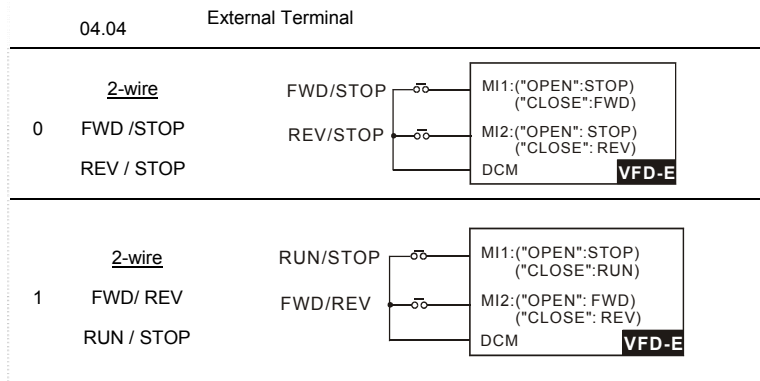 04.04 External Terminal
2-wire
0 FWD /STOP
REV / STOP
FWD/STOP
REV/STOP
MI1:("OPEN":STOP)
("CLOSE":FWD)
MI2:("OPEN": STOP)
("CLOSE": REV)
DCM
VFD-E
2-wire
1 FWD/ REV
RUN / STOP
RUN/STOP
FWD/REV
MI1:("OPEN":STOP)
("CLOSE":RUN)
MI2:("OPEN": FWD)
("CLOSE": REV)
DCM
VFD-E